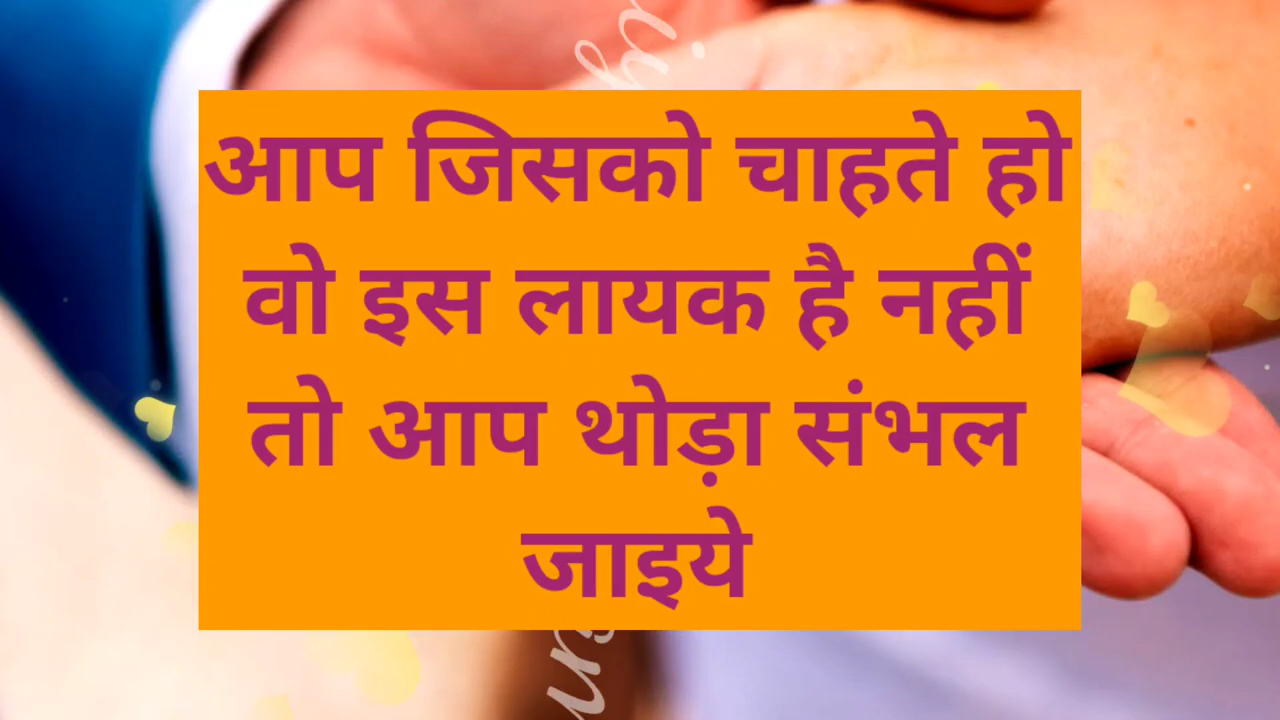 आप जिसको चाहते हो
वो इस लायक है नहीं
तो आप थोड़ा संभल
जाइये